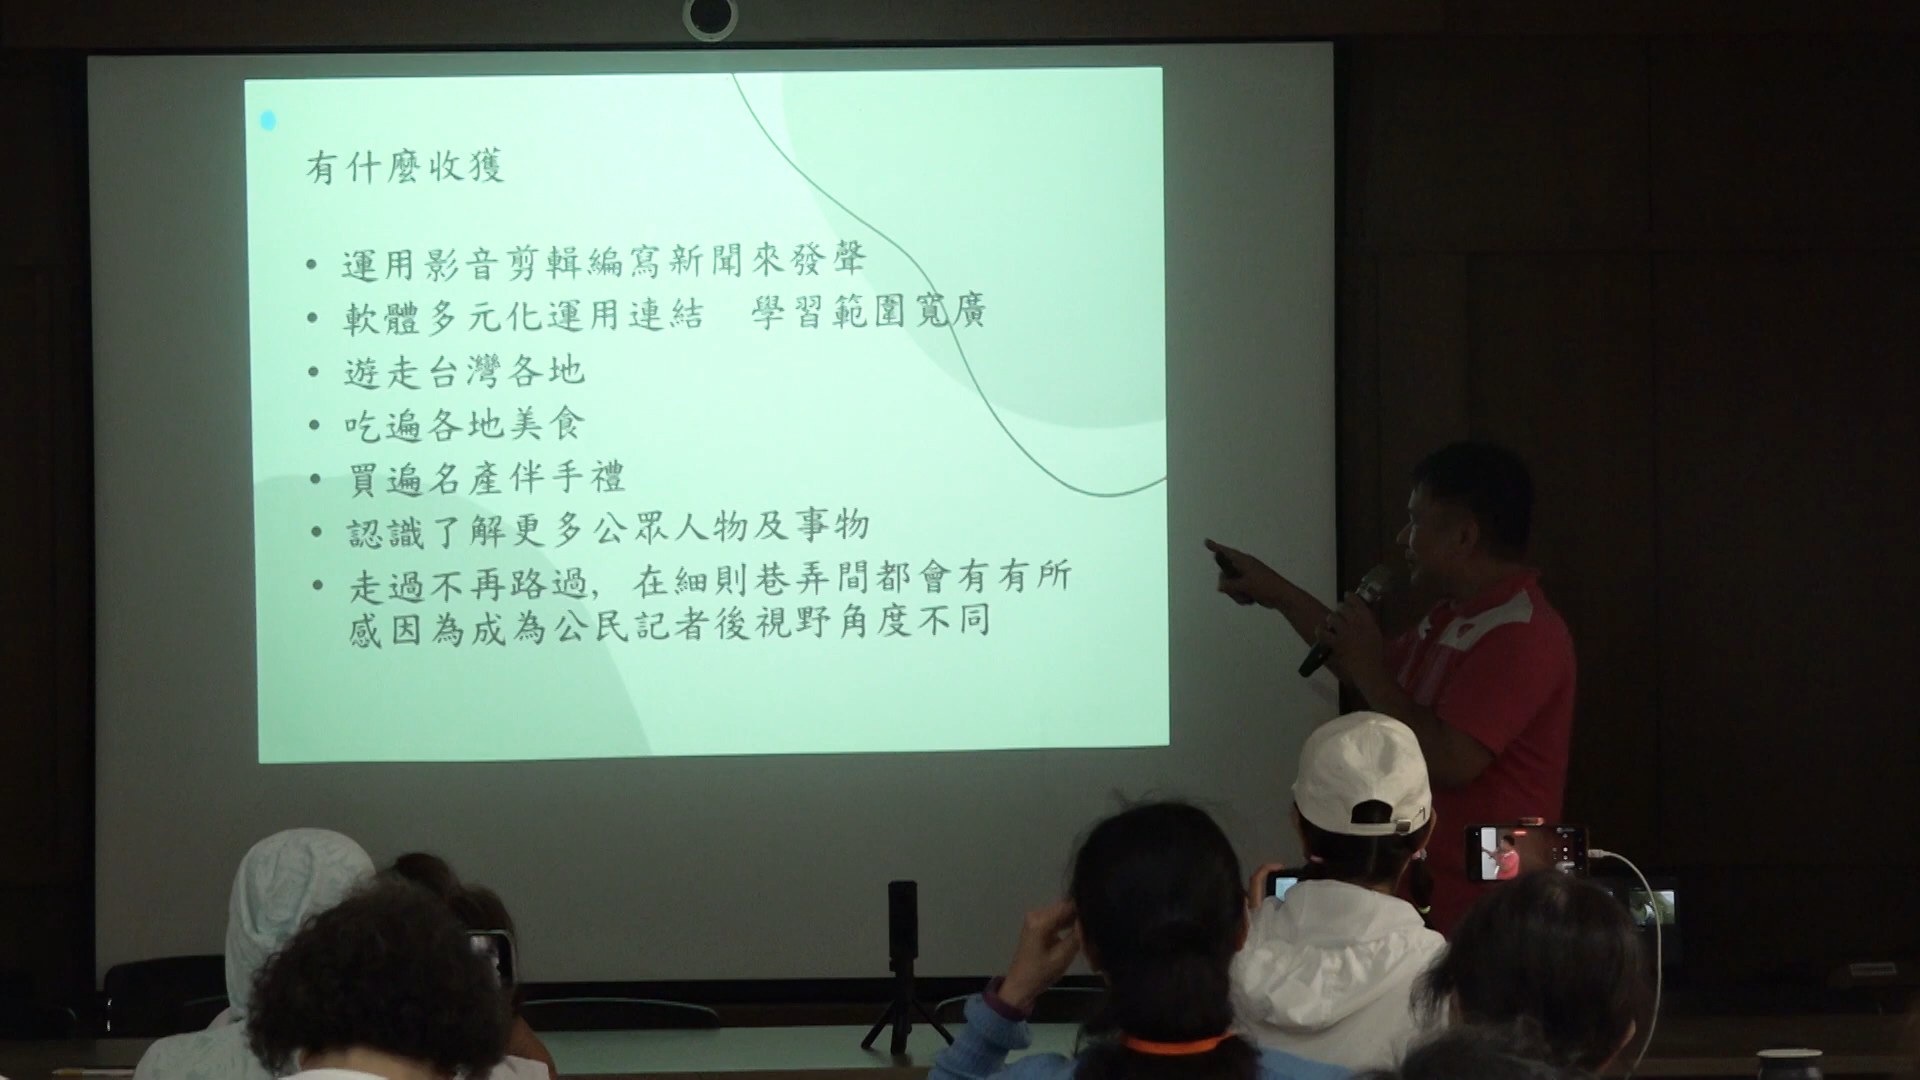 有什麼收獲
• 運用影音剪輯編寫新聞來發聲
• 軟體多元化運用連結　學習範圍寬廣
• 遊走台灣各地
• 吃遍各地美食
• 買遍名產伴手禮
• 認識了解更多公眾人物及事物
• 走過不再路過，在細則巷弄間都會有有所
感因為成為公民記者後視野角度不同